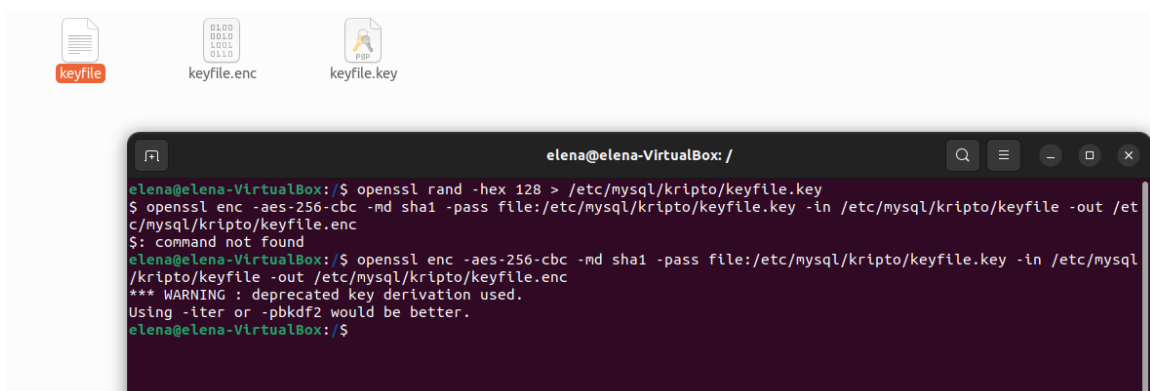 0100
0010
1001
0110
PGP
keyfile
keyfile.enc
keyfile.key
elena@elena-VirtualBox: /
elena@elena-VirtualBox:/$ openssl rand -hex 128 > /etc/mysql/kripto/keyfile.key
$ openssl enc -aes-256-cbc -md sha1 -pass file:/etc/mysql/kripto/keyfile.key -in /etc/mysql/kripto/keyfile -out /et
c/mysql/kripto/keyfile.enc
$: command not found
elena@elena-VirtualBox:/$ openssl enc -aes-256-cbc -md sha1 -pass file:/etc/mysql/kripto/keyfile.key -in /etc/mysql
/kripto/keyfile -out /etc/mysql/kripto/keyfile.enc
*** WARNING : deprecated key derivation used.
Using -iter or -pbkdf2 would be better.
elena@elena-VirtualBox:/$